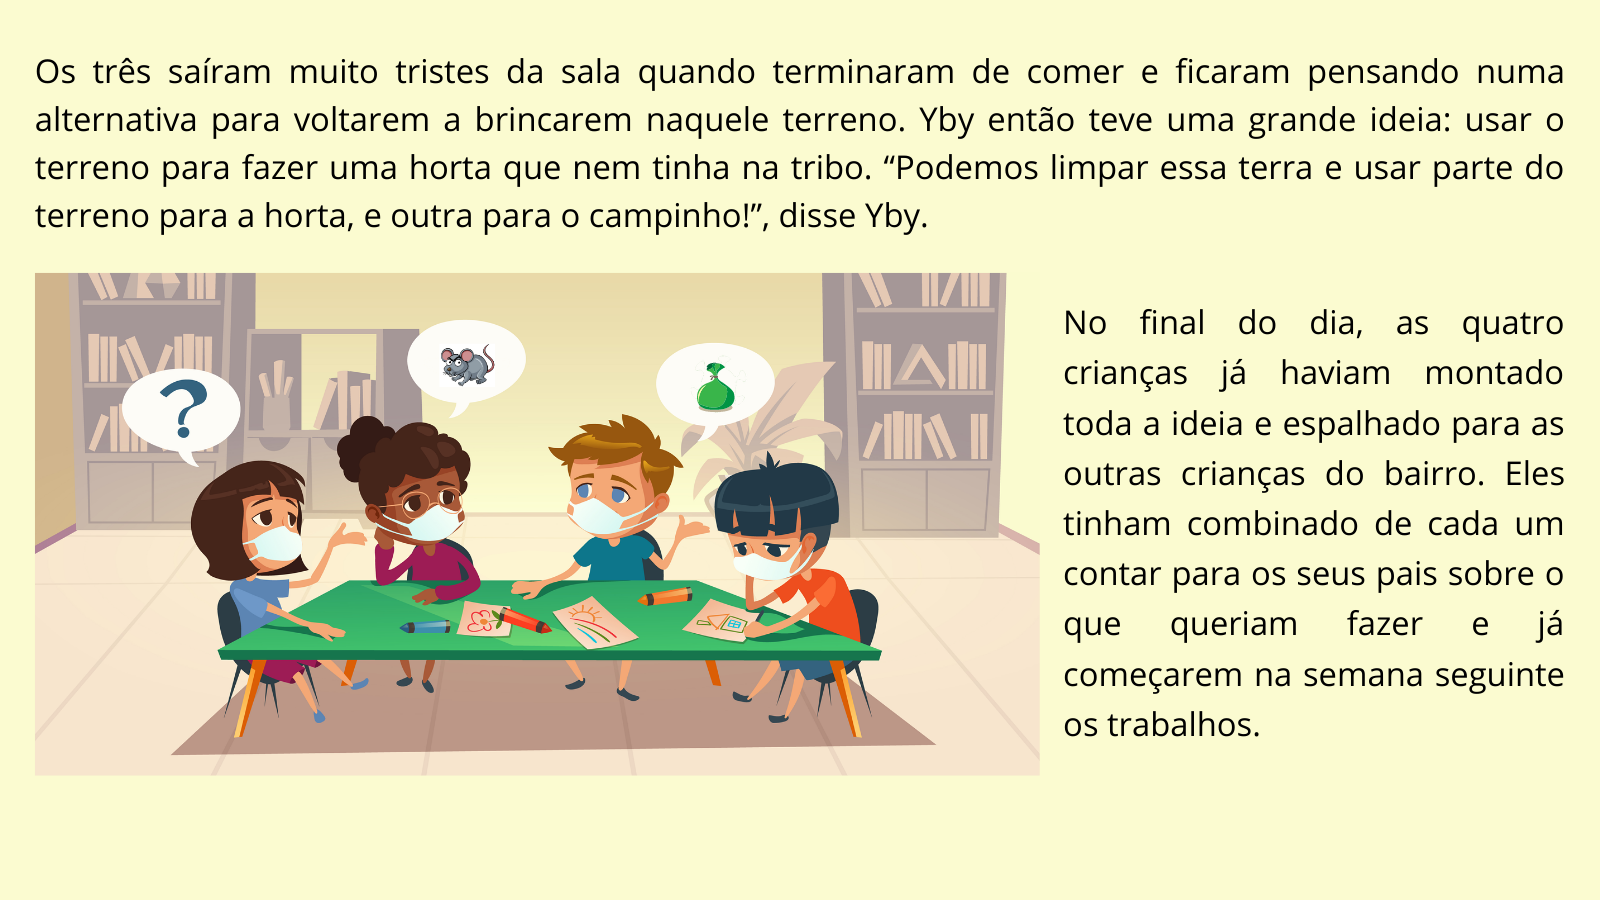 Os três saíram muito tristes da sala quando terminaram de comer e ficaram pensando numa
alternativa para voltarem a brincarem naquele terreno. Yby então teve uma grande ideia: usar o
terreno para fazer uma horta que nem tinha na tribo. “Podemos limpar essa terra e usar parte do
terreno para a horta, e outra para o campinho!”, disse Yby.
?
No final do dia, as quatro
crianças já haviam montado
toda a ideia e espalhado para as
outras crianças do bairro. Eles
tinham combinado de cada um
contar para os seus pais sobre o
que queriam fazer e já
começarem na semana seguinte
os trabalhos.